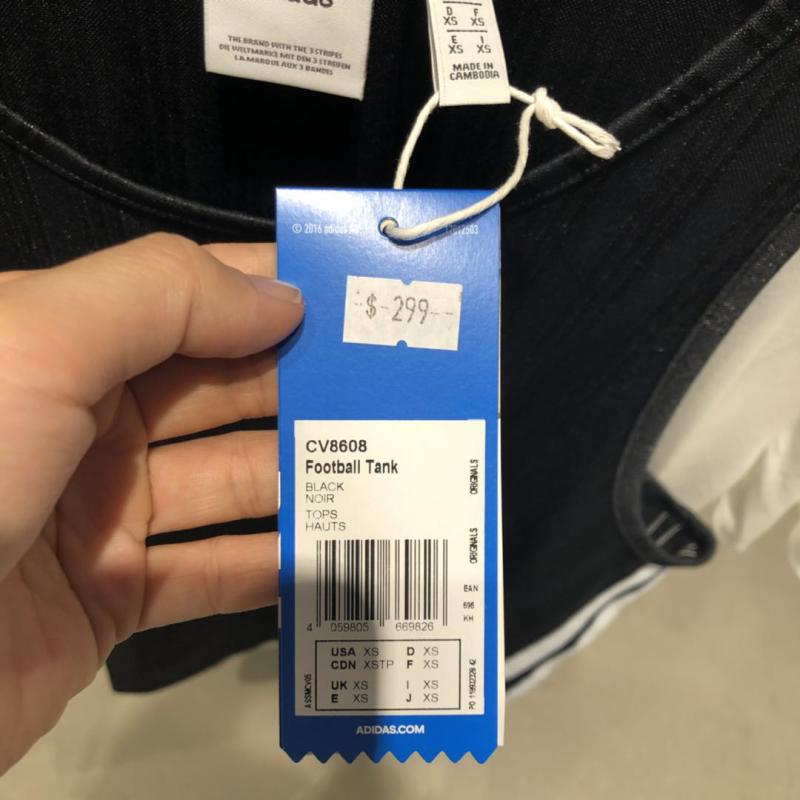 THE BRAND WITH THE 3 STRIPES
DIE WELTMARKE MIT DEN 3 STREIFEN
LA MARQUE AUX 3 BANDES
D F
XS XS
E I
XS XS
MADE IN
CAMBODIA
© 2016 adidas
$-299--
CV8608
Football Tank
BLACK
NOIR
TOPS
HAUTS
ORIGINALS
ORIGINALS
EAN
696
KH
4 059805 669826
USA XS D XS
CDN XSTP F XS
UK XS I XS
E XS J XS
ADIDAS.COM